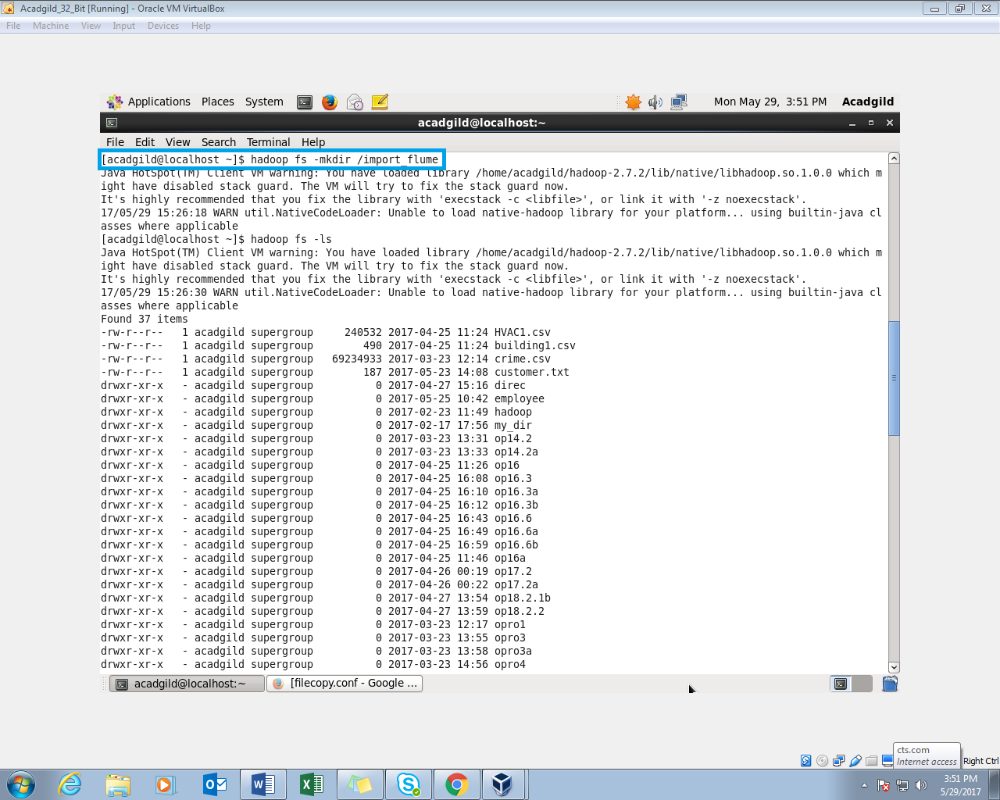 Acadgild_32_Bit [Running] - Oracle VM VirtualBox
File Machine View Input Devices Help
Applications Places System Mon May 29, 3:51 PM Acadgild
acadgild@localhost:~
File Edit View Search Terminal Help
[acadgild@localhost ~]$ hadoop fs -mkdir /import_flume
Java HotSpot(TM) Client VM warning: You have loaded library /home/acadgild/hadoop-2.7.2/lib/native/libhadoop.so.1.0.0 which m
ight have disabled stack guard. The VM will try to fix the stack guard now.
It's highly recommended that you fix the library with 'execstack -c <libfile>', or link it with '-z noexecstack'.
17/05/29 15:26:18 WARN util.NativeCodeLoader: Unable to load native-hadoop library for your platform... using builtin-java cl
asses where applicable
[acadgild@localhost ~]$ hadoop fs -ls
Java HotSpot(TM) Client VM warning: You have loaded library /home/acadgild/hadoop-2.7.2/lib/native/libhadoop.so.1.0.0 which m
ight have disabled stack guard. The VM will try to fix the stack guard now.
It's highly recommended that you fix the library with 'execstack -c <libfile>', or link it with '-z noexecstack'.
17/05/29 15:26:30 WARN util.NativeCodeLoader: Unable to load native-hadoop library for your platform... using builtin-java cl
asses where applicable
Found 37 items
-rw-r--r-- 1 acadgild supergroup 240532 2017-04-25 11:24 HVAC1.csv
-rw-r--r-- 1 acadgild supergroup 490 2017-04-25 11:24 building1.csv
-rw-r--r-- 1 acadgild supergroup 69234933 2017-03-23 12:14 crime.csv
-rw-r--r-- 1 acadgild supergroup 187 2017-05-23 14:08 customer.txt
drwxr-xr-x - acadgild supergroup 0 2017-04-27 15:16 direc
drwxr-xr-x - acadgild supergroup 0 2017-05-25 10:42 employee
drwxr-xr-x - acadgild supergroup 0 2017-02-23 11:49 hadoop
drwxr-xr-x - acadgild supergroup 0 2017-02-17 17:56 my_dir
drwxr-xr-x - acadgild supergroup 0 2017-03-23 13:31 op14.2
drwxr-xr-x - acadgild supergroup 0 2017-03-23 13:33 op14.2a
drwxr-xr-x - acadgild supergroup 0 2017-04-25 11:26 op16
drwxr-xr-x - acadgild supergroup 0 2017-04-25 16:08 op16.3
drwxr-xr-x - acadgild supergroup 0 2017-04-25 16:10 op16.3a
drwxr-xr-x - acadgild supergroup 0 2017-04-25 16:12 op16.3b
drwxr-xr-x - acadgild supergroup 0 2017-04-25 16:43 op16.6
drwxr-xr-x - acadgild supergroup 0 2017-04-25 16:49 op16.6a
drwxr-xr-x - acadgild supergroup 0 2017-04-25 16:59 op16.6b
drwxr-xr-x - acadgild supergroup 0 2017-04-25 11:46 op16a
drwxr-xr-x - acadgild supergroup 0 2017-04-26 00:19 op17.2
drwxr-xr-x - acadgild supergroup 0 2017-04-26 00:22 op17.2a
drwxr-xr-x - acadgild supergroup 0 2017-04-27 13:54 op18.2.1b
drwxr-xr-x - acadgild supergroup 0 2017-04-27 13:59 op18.2.2
drwxr-xr-x - acadgild supergroup 0 2017-03-23 12:17 opro1
drwxr-xr-x - acadgild supergroup 0 2017-03-23 13:55 opro3
drwxr-xr-x - acadgild supergroup 0 2017-03-23 13:58 opro3a
drwxr-xr-x - acadgild supergroup 0 2017-03-23 14:56 opro4
acadgild@localhost:~ [filecopy.conf - Google ...
cts.com
Internet access
Right Ctrl
3:51 PM
5/29/2017